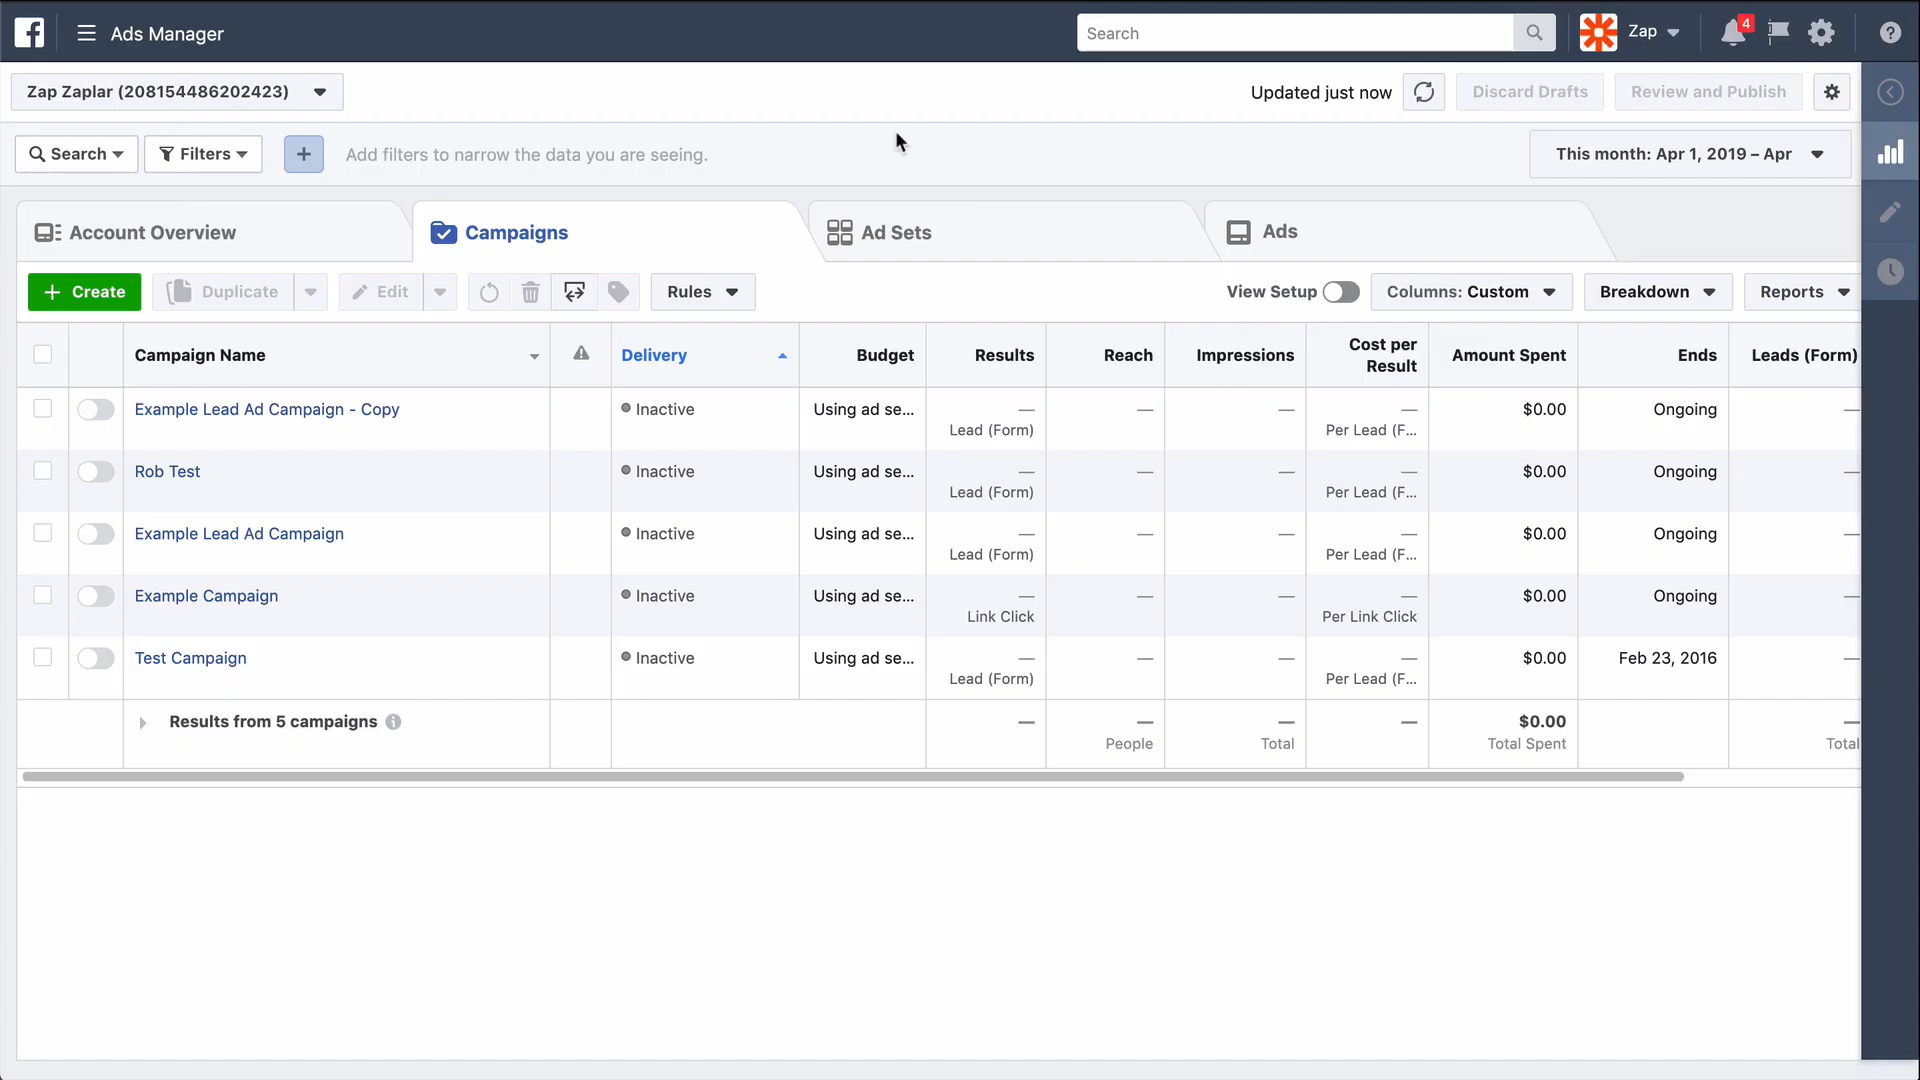 Ads Manager
Search
Zap
4
Zap Zaplar (208154486202423)
Updated just now
Discard Drafts
Review and Publish
Search
Filters
+
Add filters to narrow the data you are seeing.
This month: Apr 1, 2019 – Apr
Account Overview
Campaigns
Ad Sets
Ads
+ Create
Duplicate
Edit
Rules
View Setup
Columns: Custom
Breakdown
Reports
Campaign Name
Delivery
Budget
Results
Reach
Impressions
Cost per
Result
Amount Spent
Ends
Leads (Form)
Example Lead Ad Campaign - Copy
Inactive
Using ad se...
—
Lead (Form)
—
—
—
Per Lead (F...
$0.00
Ongoing
—
Rob Test
Inactive
Using ad se...
—
Lead (Form)
—
—
—
Per Lead (F...
$0.00
Ongoing
—
Example Lead Ad Campaign
Inactive
Using ad se...
—
Lead (Form)
—
—
—
Per Lead (F...
$0.00
Ongoing
—
Example Campaign
Inactive
Using ad se...
—
Link Click
—
—
—
Per Link Click
$0.00
Ongoing
—
Test Campaign
Inactive
Using ad se...
—
Lead (Form)
—
—
—
Per Lead (F...
$0.00
Feb 23, 2016
—
Results from 5 campaigns
—
—
People
—
Total
—
$0.00
Total Spent
—
Total